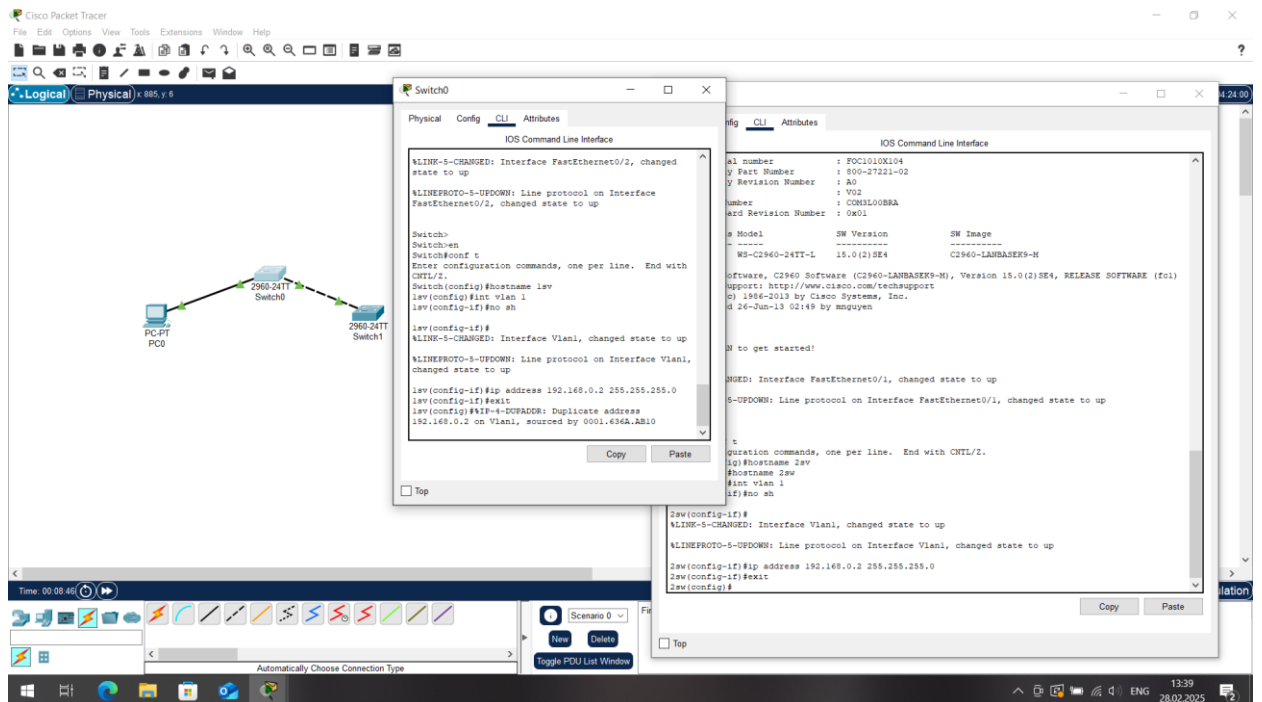 Cisco Packet Tracer
File Edit Options View Tools Extensions Window Help
?
Logical Physical x: 885, y: 6
4:24:00
PC-PT
PC0
2960-24TT
Switch0
2960-24TT
Switch1
Switch0
Physical Config CLI Attributes
IOS Command Line Interface
%LINK-5-CHANGED: Interface FastEthernet0/2, changed
state to up
%LINEPROTO-5-UPDOWN: Line protocol on Interface
FastEthernet0/2, changed state to up
Switch>
Switch>en
Switch#conf t
Enter configuration commands, one per line. End with
CNTL/Z.
Switch(config)#hostname 1sv
1sv(config)#int vlan 1
1sv(config-if)#no sh
1sv(config-if)#
%LINK-5-CHANGED: Interface Vlan1, changed state to up
%LINEPROTO-5-UPDOWN: Line protocol on Interface Vlan1,
changed state to up
1sv(config-if)#ip address 192.168.0.2 255.255.255.0
1sv(config-if)#exit
1sv(config)#%IP-4-DUPADDR: Duplicate address
192.168.0.2 on Vlan1, sourced by 0001.636A.AB10
Copy Paste
Top
nfig CLI Attributes
IOS Command Line Interface
al number : FOC1010X104
y Part Number : 800-27221-02
y Revision Number : A0
: V02
umber : COM3L00BRA
ard Revision Number : 0x01
s Model SW Version SW Image
- ----- ---------- ----------
WS-C2960-24TT-L 15.0(2)SE4 C2960-LANBASEK9-M
oftware, C2960 Software (C2960-LANBASEK9-M), Version 15.0(2)SE4, RELEASE SOFTWARE (fc1)
upport: http://www.cisco.com/techsupport
c) 1986-2013 by Cisco Systems, Inc.
d 26-Jun-13 02:49 by mnguyen
N to get started!
NGED: Interface FastEthernet0/1, changed state to up
5-UPDOWN: Line protocol on Interface FastEthernet0/1, changed state to up
t
guration commands, one per line. End with CNTL/Z.
ig)#hostname 2sv
#hostname 2sw
#int vlan 1
if)#no sh
2sw(config-if)#
%LINK-5-CHANGED: Interface Vlan1, changed state to up
%LINEPROTO-5-UPDOWN: Line protocol on Interface Vlan1, changed state to up
2sw(config-if)#ip address 192.168.0.2 255.255.255.0
2sw(config-if)#exit
2sw(config)#
Copy Paste
Top
Time: 00:08:46
lation
Scenario 0
Fir
New Delete
Toggle PDU List Window
Automatically Choose Connection Type
ENG
13:39
28.02.2025
2